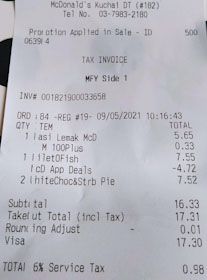 McDonald's Kuchai DT (#182)
Tel No. 03-7983-2180
Promotion Applied in Sale - ID 500
063914
TAX INVOICE
MFY Side 1
INV# 001821900033658
ORD 84 -REG #19- 09/05/2021 10:16:43
QTY ITEM TOTAL
1 Nasi Lemak McD 5.65
M 100Plus 0.33
1 FiletOFish 7.55
McD App Deals -4.72
2 WhiteChoc&Strb Pie 7.52
Subtotal 16.33
TakeOut Total (incl Tax) 17.31
Rounding Adjust - 0.01
Visa 17.30
TOTAL 6% Service Tax 0.98